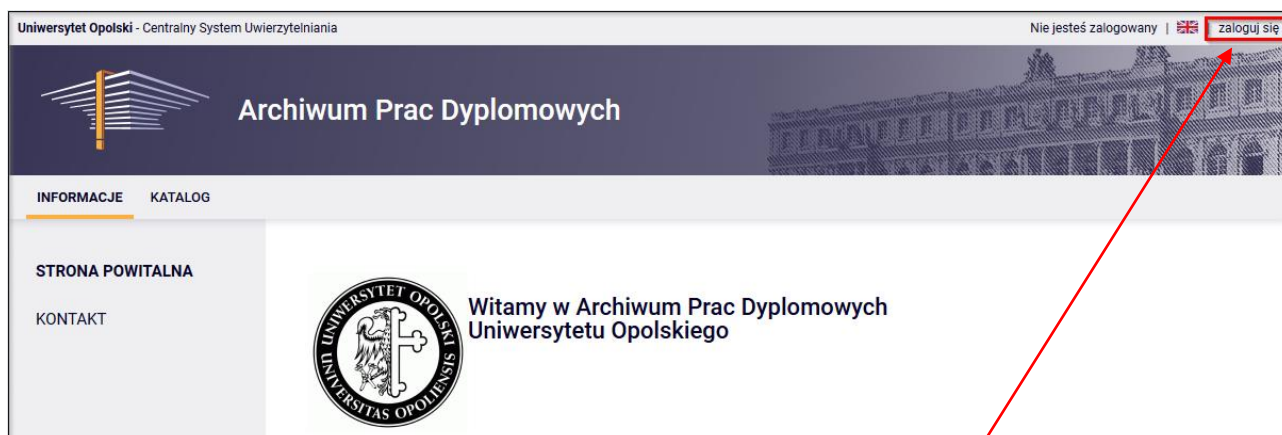 Uniwersytet Opolski - Centralny System Uwierzytelniania
Nie jesteś zalogowany | zaloguj się
Archiwum Prac Dyplomowych
INFORMACJE KATALOG
STRONA POWITALNA
KONTAKT
UNIWERSYTET OPOLSKI
UNIVERSITAS OPOLIENSIS
Witamy w Archiwum Prac Dyplomowych
Uniwersytetu Opolskiego